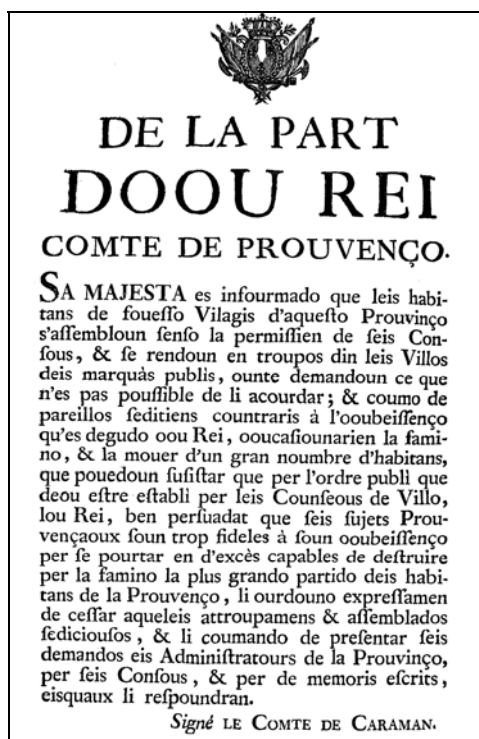 DE LA PART
DOOU REI
COMTE DE PROUVENÇO.
SA MAJESTA es infourmado que leis habi-
tans de foueſſo Vilagis d'aqueſto Prouvinço
s'aſſembloun ſenſo la permiſſien de ſeis Con-
ſous, & ſe rendoun en troupos din leis Villos
deis marquàs publis, ounte demandoun ce que
n'es pas pouſſible de li acourdar; & coumo de
pareillos ſeditiens countraris à l'ooubeiſſenço
qu'es degudo oou Rei, ooucaſiounarien la fami-
no, & la mouer d'un gran noumbre d'habitans,
que pouedoun ſuſiſtar que per l'ordre publi que
deou eſtre eſtabli per leis Counſeous de Villo,
lou Rei, ben perſuadat que ſeis ſujets Prou-
vençaoux ſoun trop fideles à ſoun ooubeiſſenço
per ſe pourtar en d'excès capables de deſtruire
per la famino la plus grando partido deis habi-
tans de la Prouvenço, li ourdouno expreſſamen
de ceſſar aqueleis attroupamens & aſſemblados
ſediciouſos, & li coumando de preſentar ſeis
demandos eis Adminiſtratours de la Prouvinço,
per ſeis Conſous, & per de memoris eſcrits,
eisquaux li reſpoundran.
Signé LE COMTE DE CARAMAN.